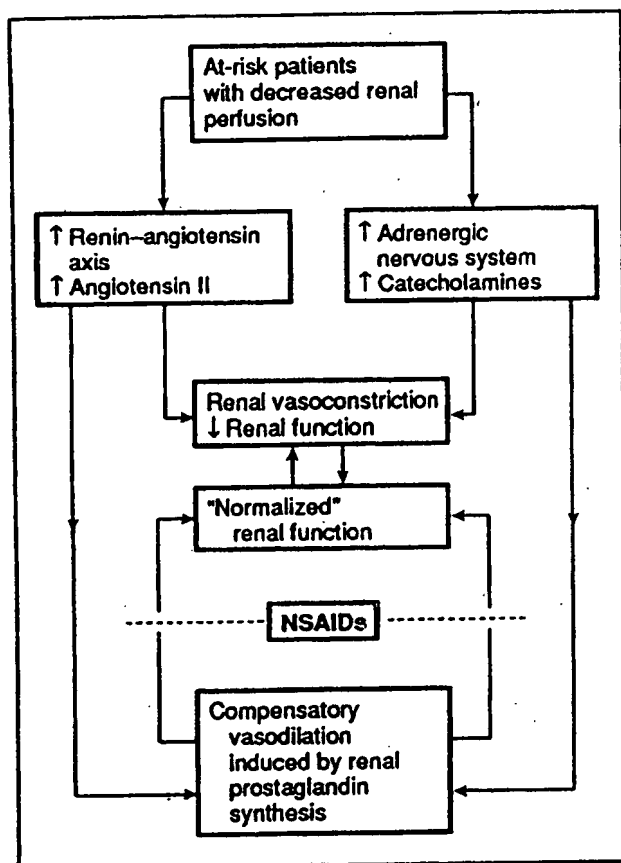 At-risk patients
with decreased renal
perfusion
↑ Renin–angiotensin
axis
↑ Angiotensin II
↑ Adrenergic
nervous system
↑ Catecholamines
Renal vasoconstriction
↓ Renal function
"Normalized"
renal function
NSAIDs
Compensatory
vasodilation
induced by renal
prostaglandin
synthesis